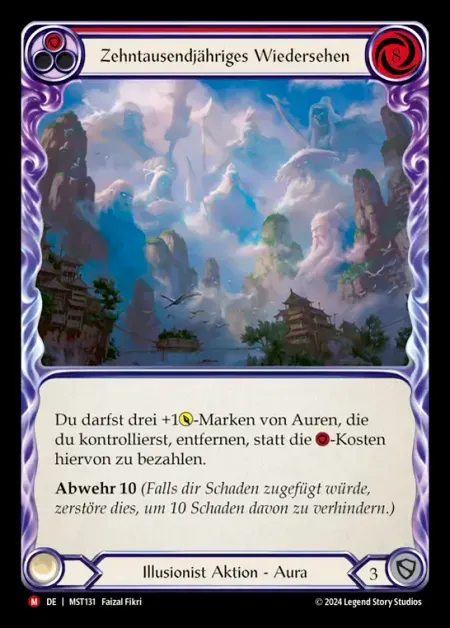 Zehntausendjähriges Wiedersehen
8
Du darfst drei +1-Marken von Auren, die
du kontrollierst, entfernen, statt die -Kosten
hiervon zu bezahlen.
Abwehr 10 (Falls dir Schaden zugefügt würde,
zerstöre dies, um 10 Schaden davon zu verhindern.)
Illusionist Aktion - Aura
3
M DE | MST131 Faizal Fikri
© 2024 Legend Story Studios